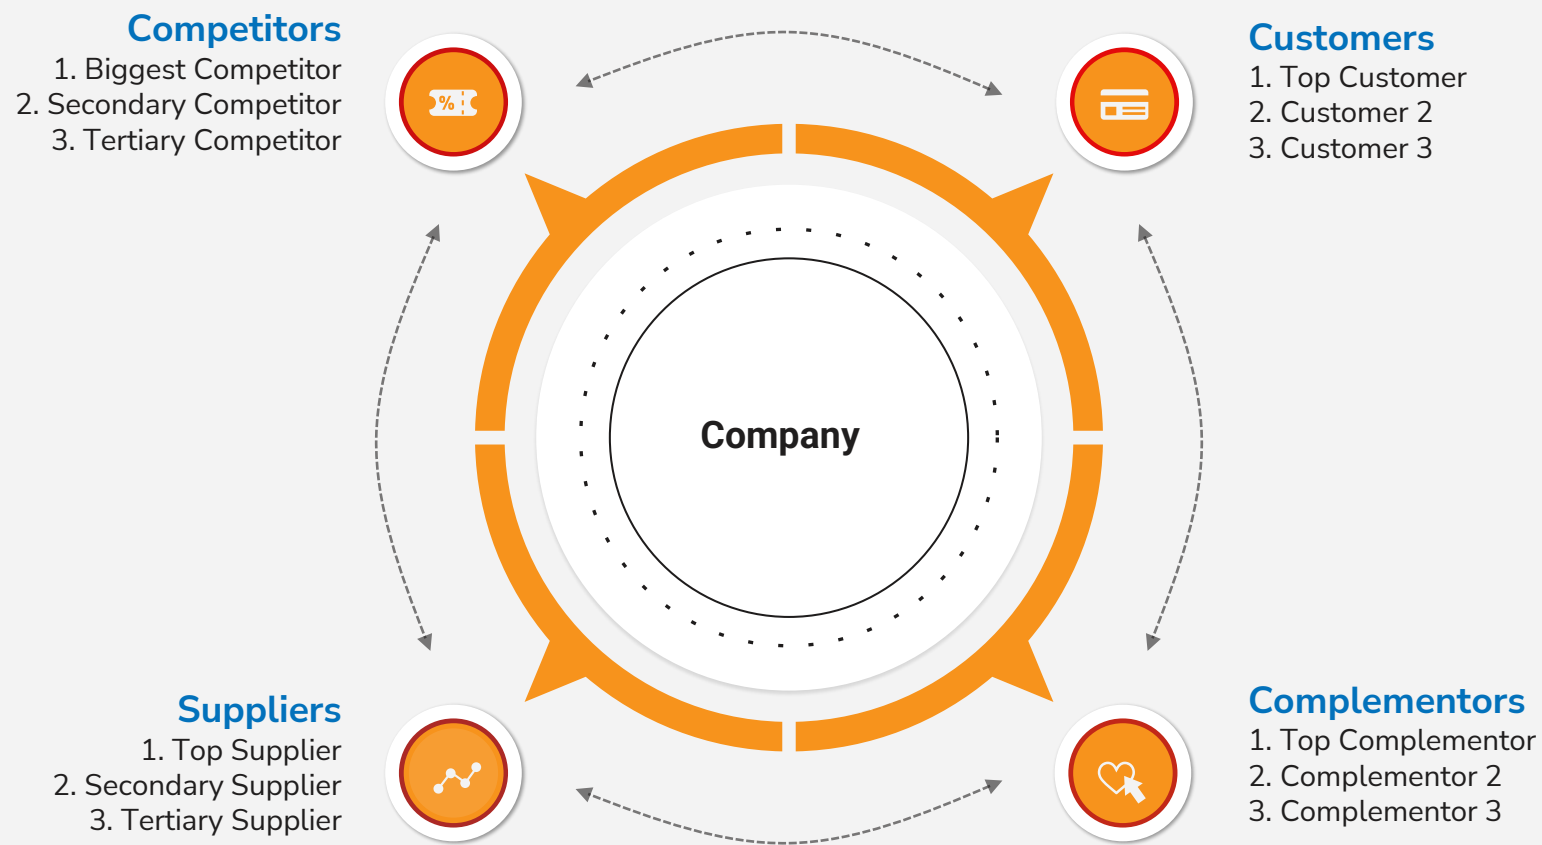 Competitors
1. Biggest Competitor
2. Secondary Competitor
3. Tertiary Competitor
%
Customers
1. Top Customer
2. Customer 2
3. Customer 3
Company
Suppliers
1. Top Supplier
2. Secondary Supplier
3. Tertiary Supplier
Complementors
1. Top Complementor
2. Complementor 2
3. Complementor 3